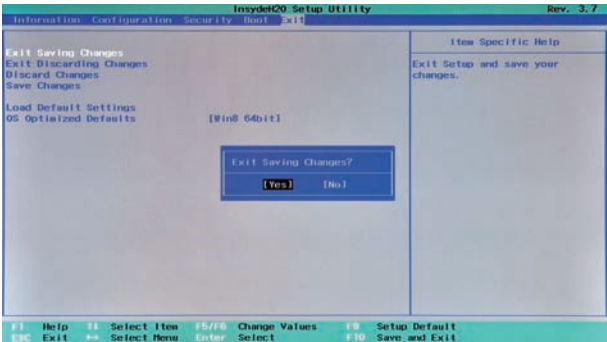 InsydeH20 Setup Utility Rev. 3.7
Information Configuration Security Boot Exit
Item Specific Help
Exit Saving Changes
Exit Discarding Changes
Discard Changes
Save Changes
Load Default Settings
OS Optimized Defaults [Win8 64bit]
Exit Setup and save your
changes.
Exit Saving Changes?
[Yes] [No]
F1 Help ↑↓ Select Item F5/F6 Change Values F9 Setup Default
ESC Exit ↔ Select Menu Enter Select F10 Save and Exit